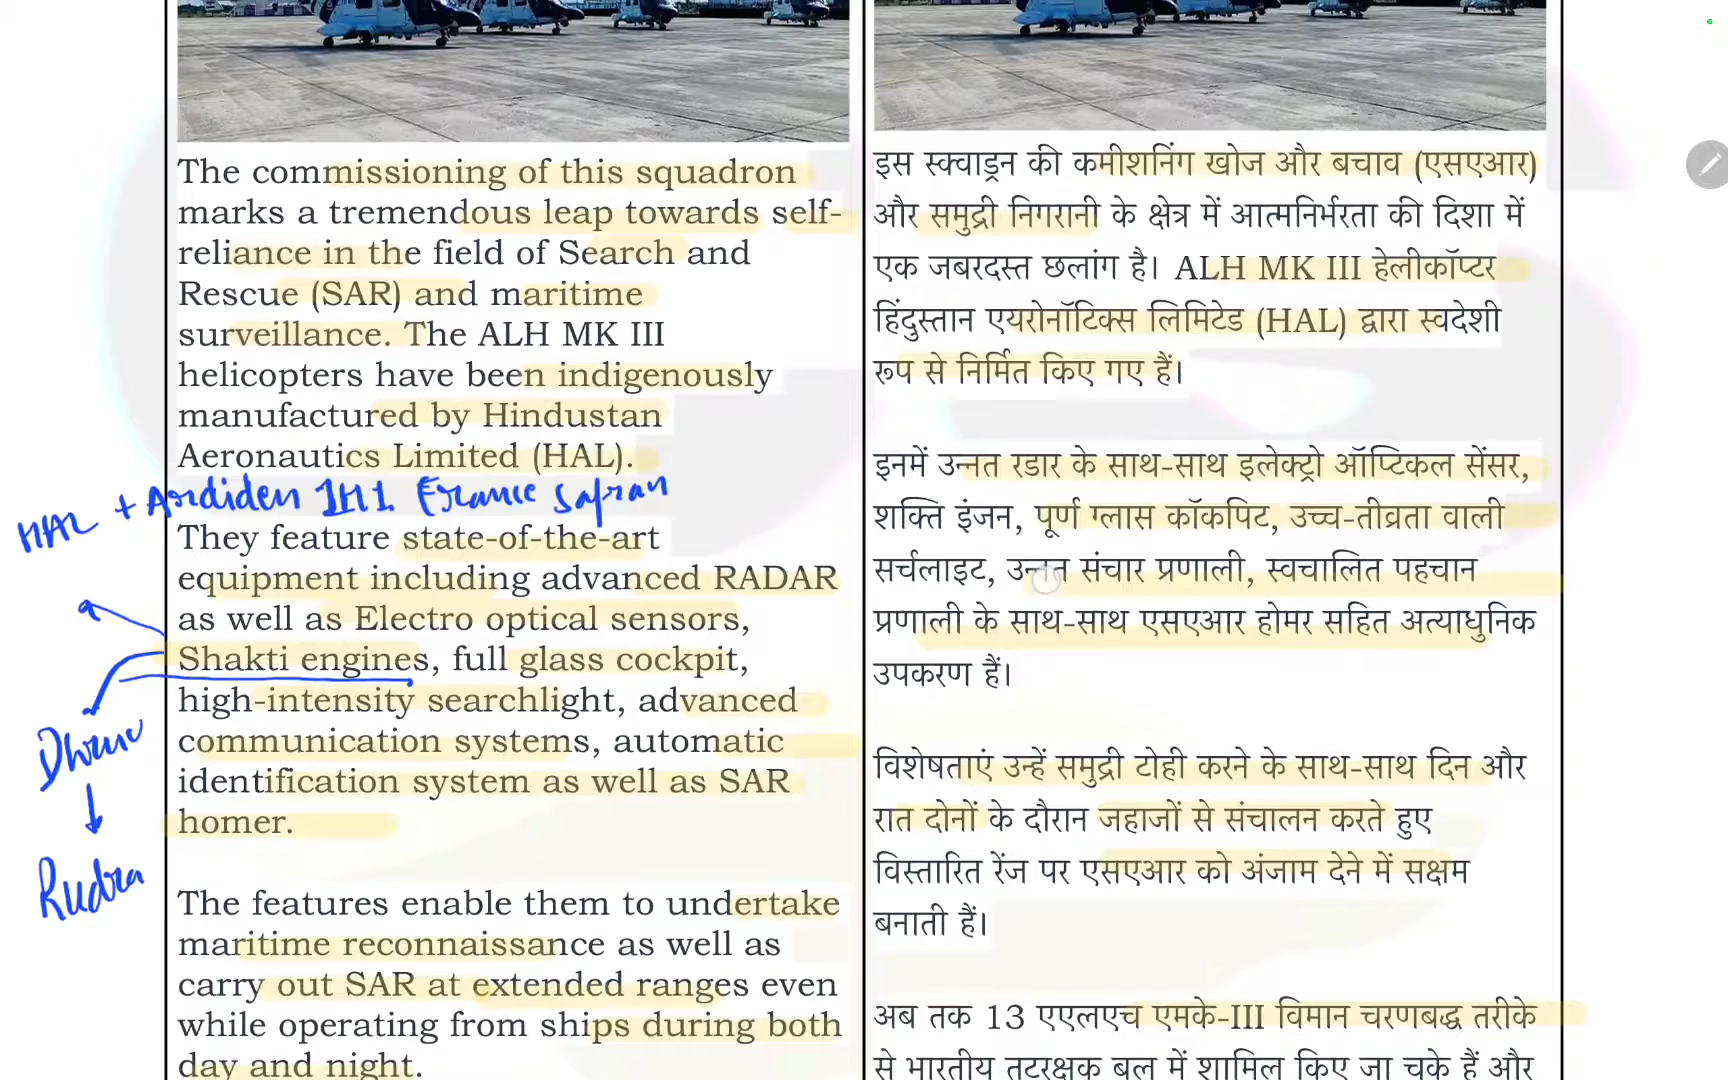 The commissioning of this squadron
marks a tremendous leap towards self-
reliance in the field of Search and
Rescue (SAR) and maritime
surveillance. The ALH MK III
helicopters have been indigenously
manufactured by Hindustan
Aeronautics Limited (HAL).
HAL + Ardiden 1H1 France Safran
They feature state-of-the-art
equipment including advanced RADAR
as well as Electro optical sensors,
Shakti engines, full glass cockpit,
high-intensity searchlight, advanced
communication systems, automatic
identification system as well as SAR
homer.
Dhruv
Rudra
The features enable them to undertake
maritime reconnaissance as well as
carry out SAR at extended ranges even
while operating from ships during both
day and night.
इस स्क्वाड्रन की कमीशनिंग खोज और बचाव (एसएआर)
और समुद्री निगरानी के क्षेत्र में आत्मनिर्भरता की दिशा में
एक जबरदस्त छलांग है। ALH MK III हेलीकॉप्टर
हिंदुस्तान एयरोनॉटिक्स लिमिटेड (HAL) द्वारा स्वदेशी
रूप से निर्मित किए गए हैं।
इनमें उन्नत रडार के साथ-साथ इलेक्ट्रो ऑप्टिकल सेंसर,
शक्ति इंजन, पूर्ण ग्लास कॉकपिट, उच्च-तीव्रता वाली
सर्चलाइट, उन्नत संचार प्रणाली, स्वचालित पहचान
प्रणाली के साथ-साथ एसएआर होमर सहित अत्याधुनिक
उपकरण हैं।
विशेषताएं उन्हें समुद्री टोही करने के साथ-साथ दिन और
रात दोनों के दौरान जहाजों से संचालन करते हुए
विस्तारित रेंज पर एसएआर को अंजाम देने में सक्षम
बनाती हैं।
अब तक 13 एएलएच एमके-III विमान चरणबद्ध तरीके
से भारतीय तटरक्षक बल में शामिल किए जा चुके हैं और